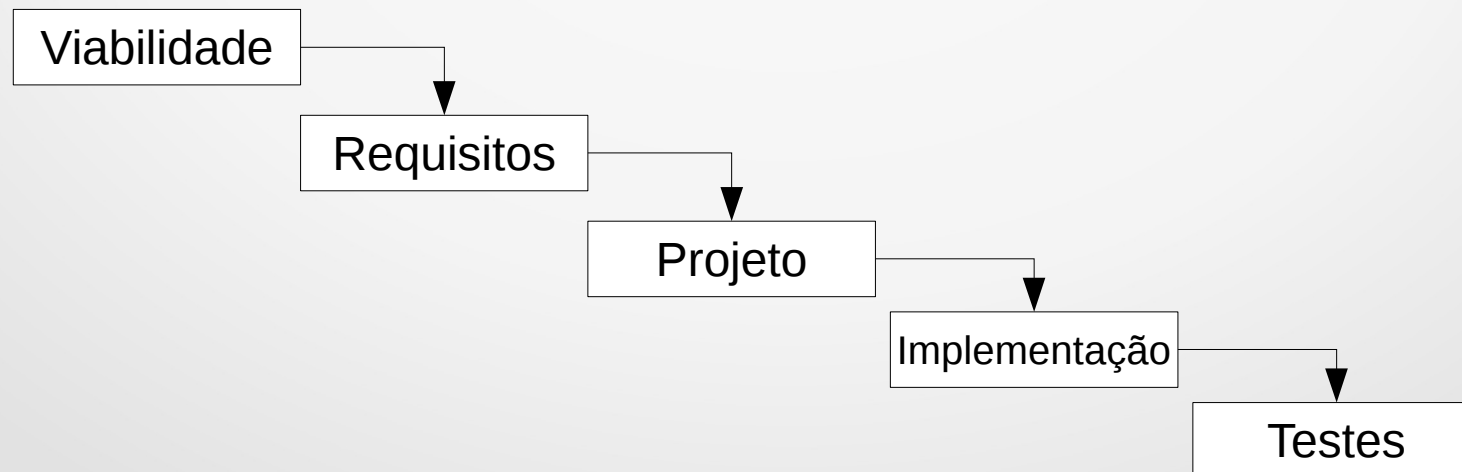 Viabilidade
Requisitos
Projeto
Implementação
Testes